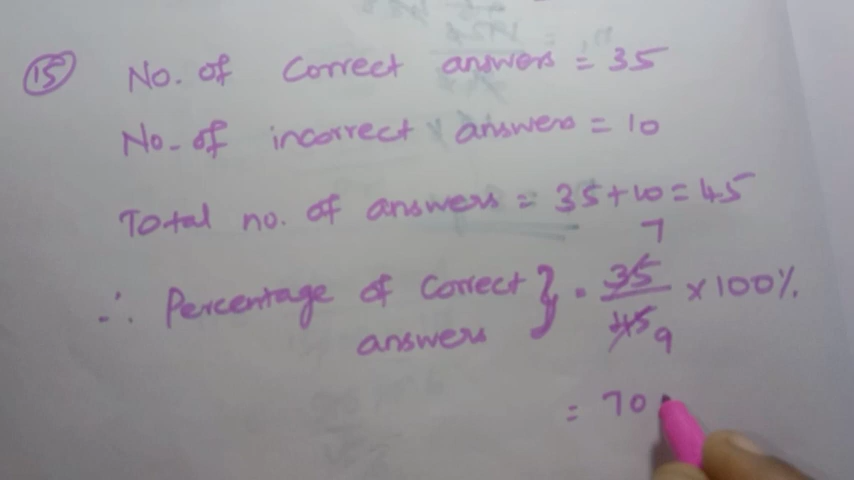 15 No. of correct answers = 35
No. of incorrect answers = 10
Total no. of answers = 35+10=45
7
∴ Percentage of correct } = 35/45 × 100%
answers 9
= 70